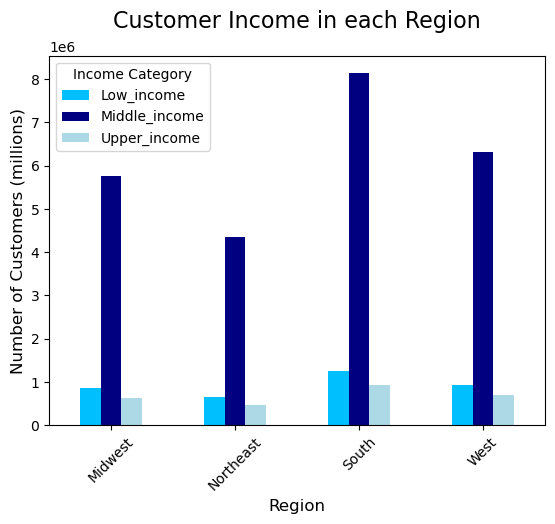 Customer Income in each Region
1e6
Income Category
Low_income
Middle_income
Upper_income
8
7
6
5
4
3
2
1
0
Number of Customers (millions)
Midwest
Northeast
South
West
Region